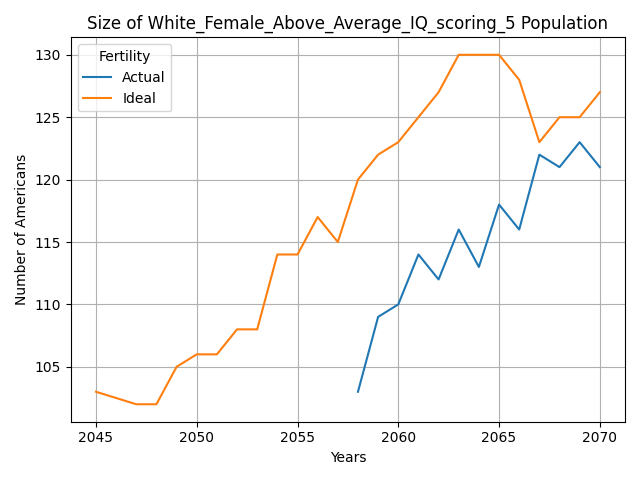 Size of White_Female_Above_Average_IQ_scoring_5 Population
Fertility
Actual
Ideal
Number of Americans
130
125
120
115
110
105
2045
2050
2055
2060
2065
2070
Years